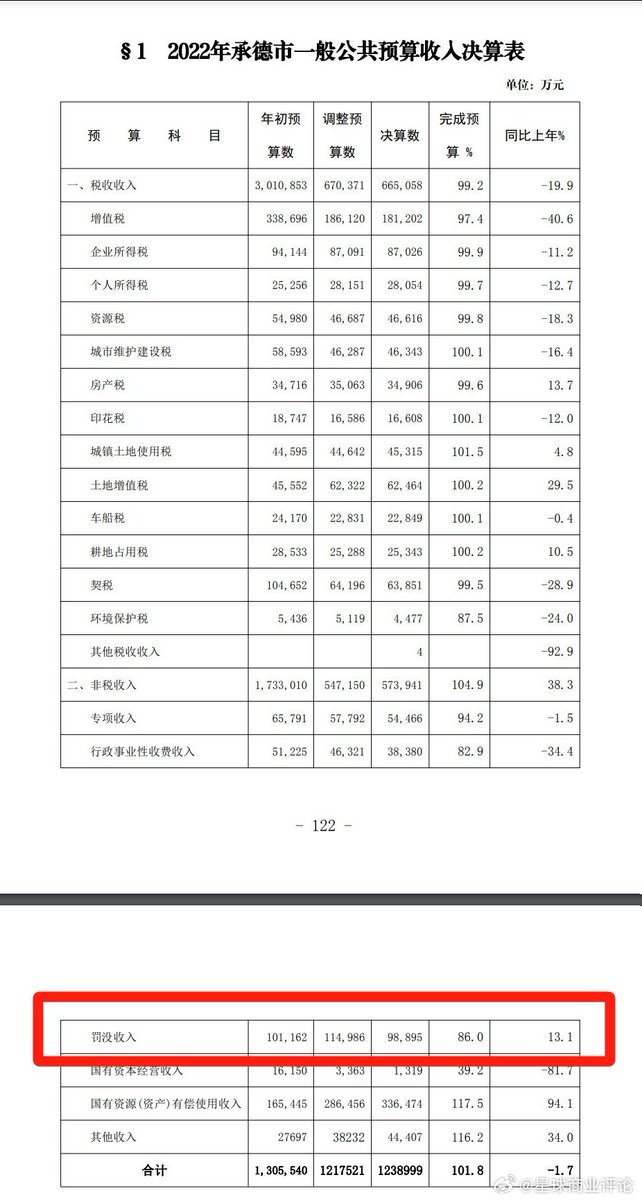 §1 2022年承德市一般公共预算收入决算表
单位：万元
预 算 科 目 年初预算数 调整预算数 决算数 完成预算 % 同比上年%
一、税收收入 3,010,853 670,371 665,058 99.2 -19.9
增值税 338,696 186,120 181,202 97.4 -40.6
企业所得税 94,144 87,091 87,026 99.9 -11.2
个人所得税 25,256 28,151 28,054 99.7 -12.7
资源税 54,980 46,687 46,616 99.8 -18.3
城市维护建设税 58,593 46,287 46,343 100.1 -16.4
房产税 34,716 35,063 34,906 99.6 13.7
印花税 18,747 16,586 16,608 100.1 -12.0
城镇土地使用税 44,595 44,642 45,315 101.5 4.8
土地增值税 45,552 62,322 62,464 100.2 29.5
车船税 24,170 22,831 22,849 100.1 -0.4
耕地占用税 28,533 25,288 25,343 100.2 10.5
契税 104,652 64,196 63,851 99.5 -28.9
环境保护税 5,436 5,119 4,477 87.5 -24.0
其他税收收入 4 -92.9
二、非税收入 1,733,010 547,150 573,941 104.9 38.3
专项收入 65,791 57,792 54,466 94.2 -1.5
行政事业性收费收入 51,225 46,321 38,380 82.9 -34.4
- 122 -
罚没收入 101,162 114,986 98,895 86.0 13.1
国有资本经营收入 16,150 3,363 1,319 39.2 -81.7
国有资源(资产)有偿使用收入 165,445 286,456 336,474 117.5 94.1
其他收入 27697 38232 44,407 116.2 34.0
合计 1,305,540 1217521 1238999 101.8 -1.7
@星球商业评论